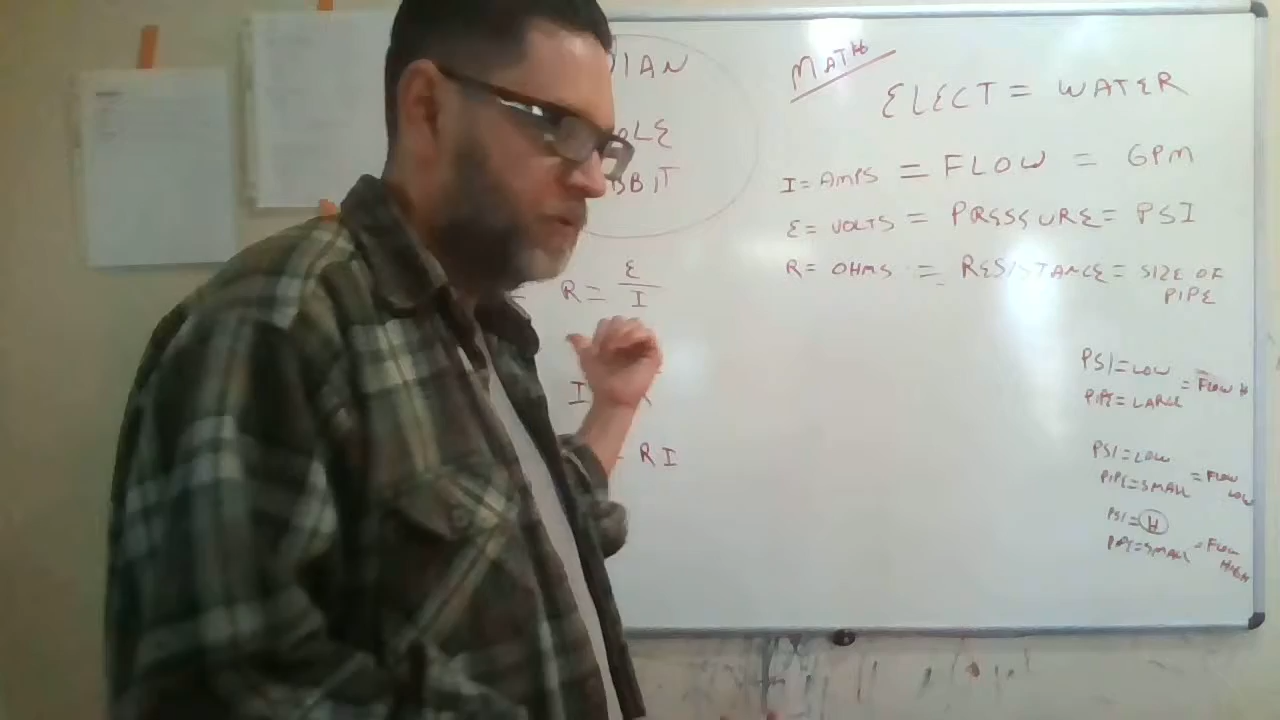 IAN
OLE
BBIT
R = E
I
I
RI
MATH
ELECT = WATER
I = AMPS = FLOW = GPM
E = VOLTS = PRESSURE = PSI
R = OHMS = RESISTANCE = SIZE OF
PIPE
PSI = LOW
= FLOW H
PIPE = LARGE
PSI = LOW
PIPE = SMALL = FLOW
LOW
PSI = H
PIPE = SMALL = FLOW
HIGH